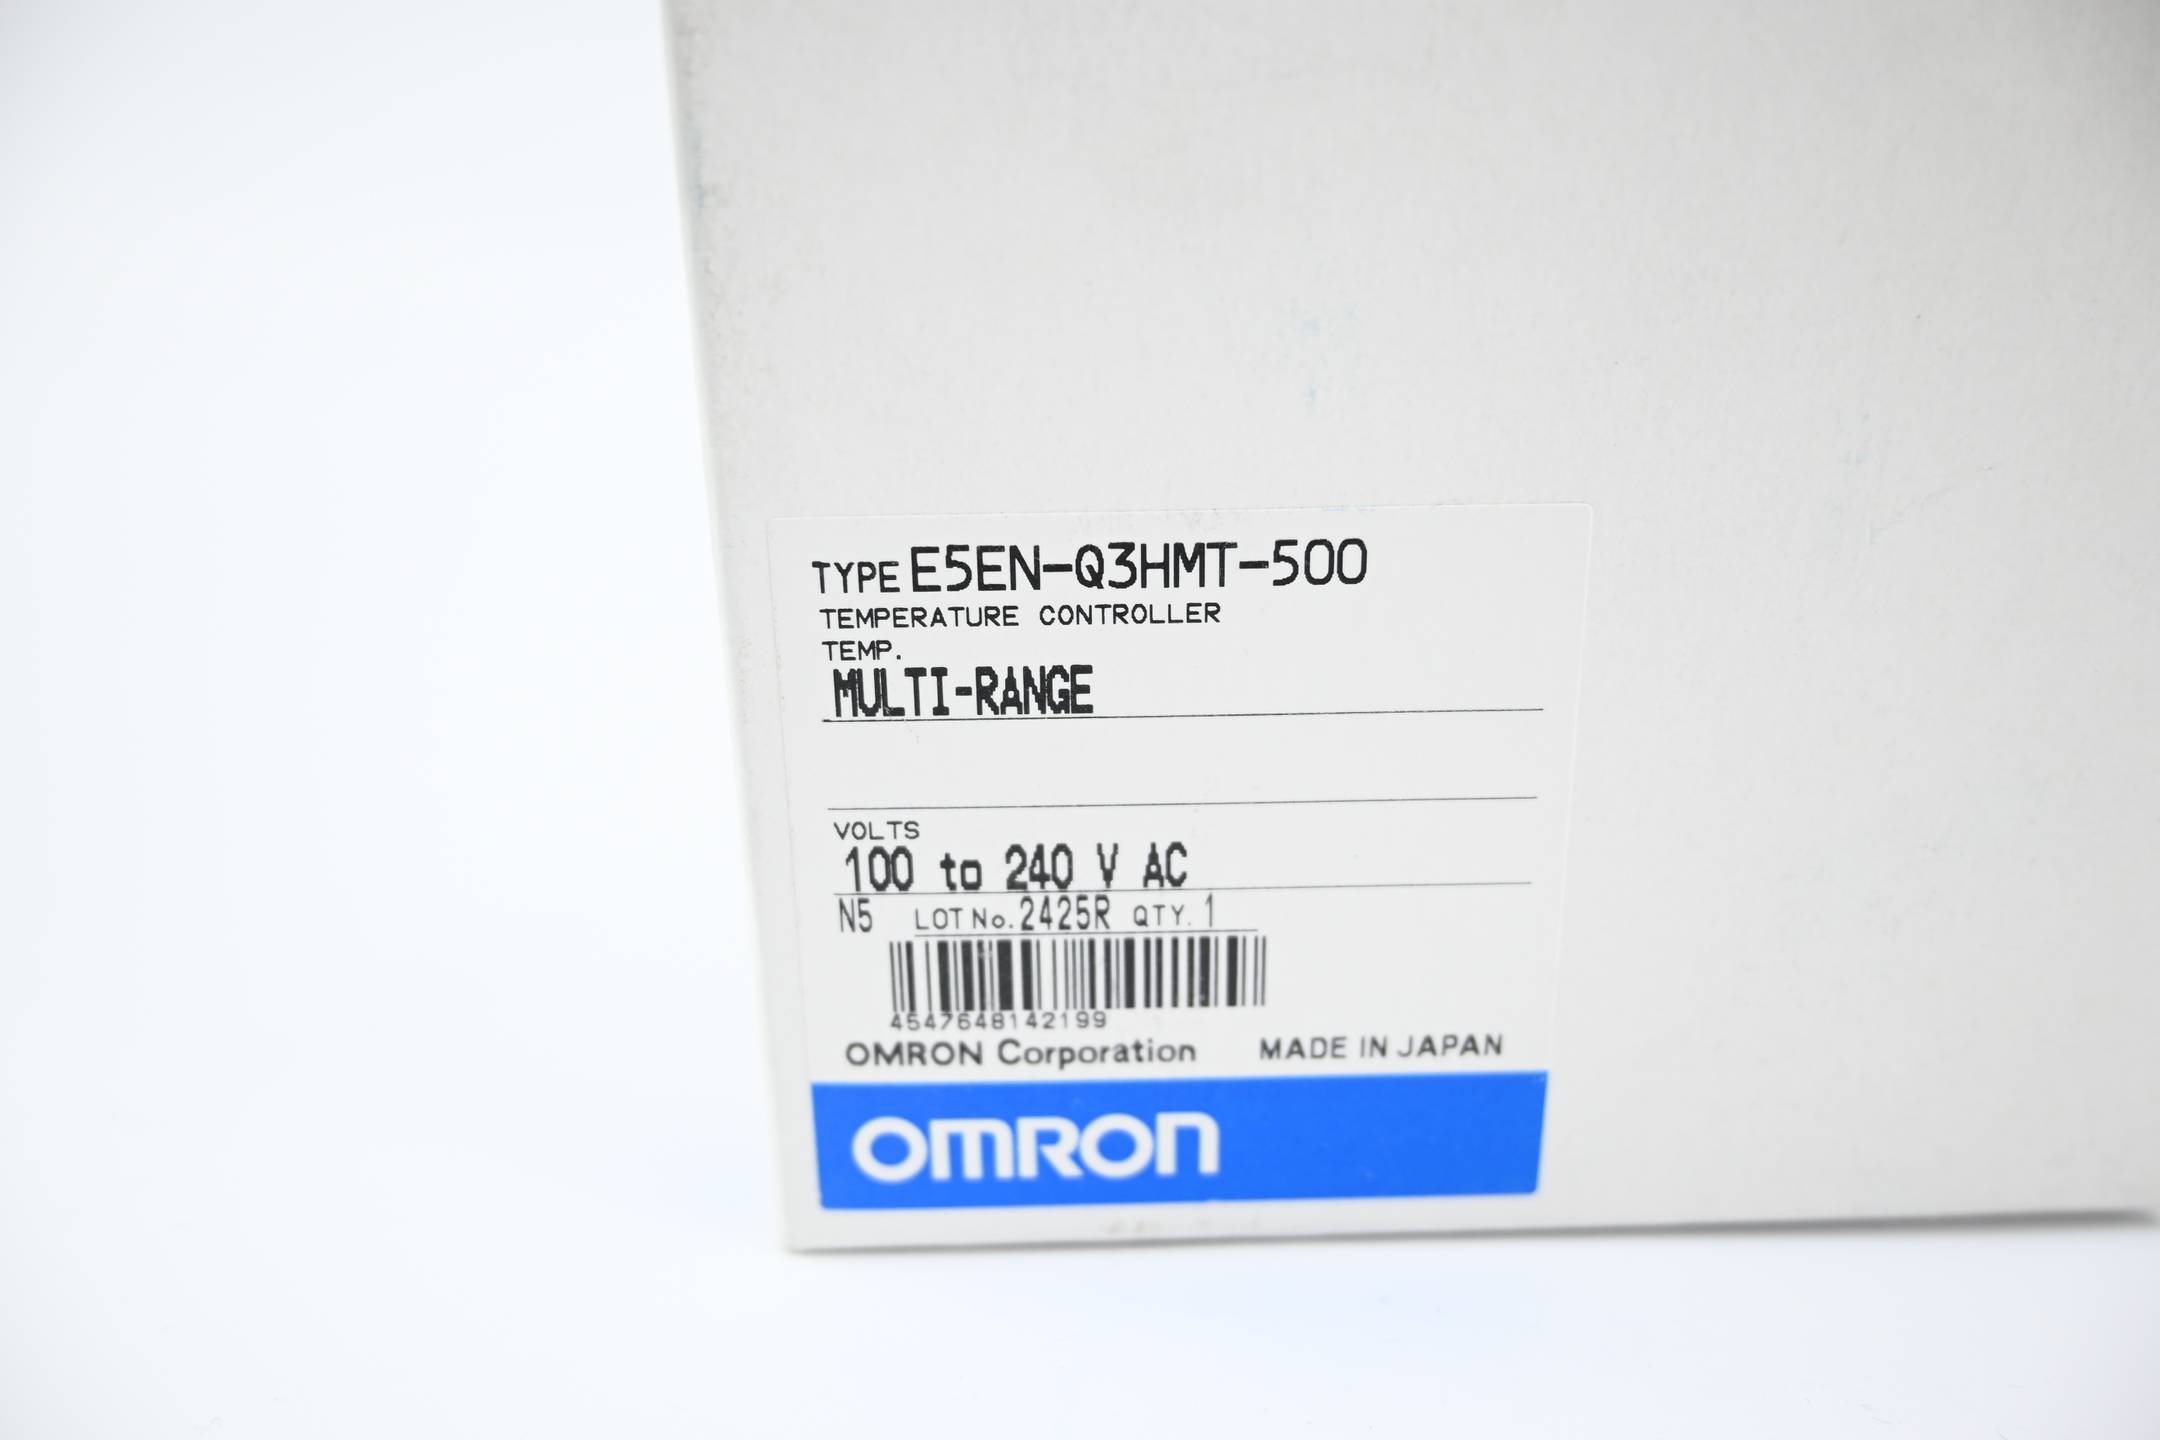 TYPE E5EN-Q3HMT-500
TEMPERATURE CONTROLLER
TEMP.
MULTI-RANGE
VOLTS
100 to 240 V AC
N5 LOT No. 2425R QTY. 1
4547648142199
OMRON Corporation MADE IN JAPAN
OMRON